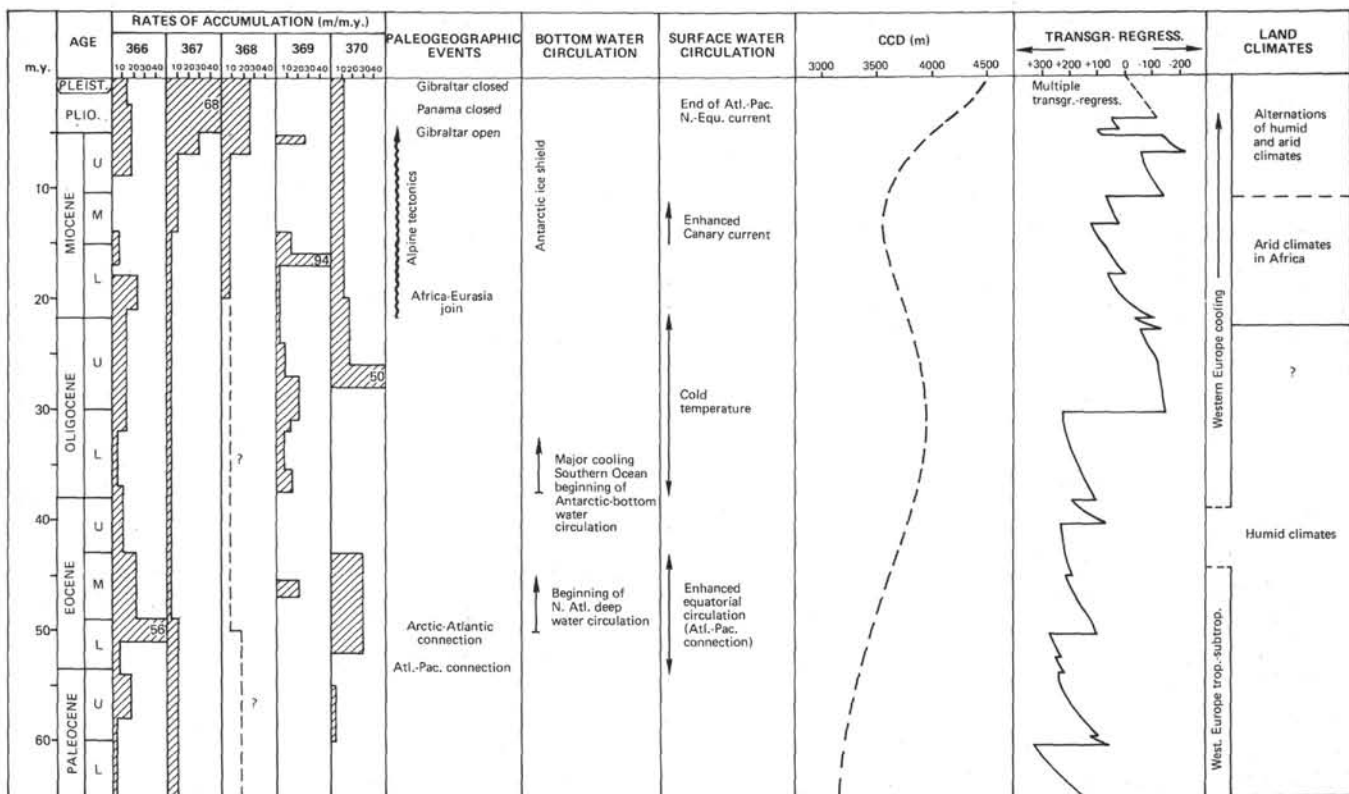 RATES OF ACCUMULATION (m/m.y.)
AGE
366
367
368
369
370
PALEOGEOGRAPHIC
EVENTS
BOTTOM WATER
CIRCULATION
SURFACE WATER
CIRCULATION
CCD (m)
TRANSGR- REGRESS.
LAND
CLIMATES
m.y.
10203040
10203040
10203040
10203040
10203040
3000
3500
4000
4500
+300
+200
+100
0
-100
-200
PLEIST.
PLIO.
MIOCENE
U
M
L
OLIGOCENE
U
L
EOCENE
U
M
L
PALEOCENE
U
L
10
20
30
40
50
60
68
94
50
56
?
?
Gibraltar closed
Panama closed
Gibraltar open
Alpine tectonics
Africa-Eurasia
join
Arctic-Atlantic
connection
Atl.-Pac. connection
Antarctic ice shield
Major cooling
Southern Ocean
beginning of
Antarctic-bottom
water
circulation
Beginning of
N. Atl. deep
water circulation
End of Atl.-Pac.
N.-Equ. current
Enhanced
Canary current
Cold
temperature
Enhanced
equatorial
circulation
(Atl.-Pac.
connection)
Multiple
transgr.-regress.
Western Europe cooling
West. Europe trop.-subtrop.
Alternations
of humid
and arid
climates
Arid climates
in Africa
?
Humid climates